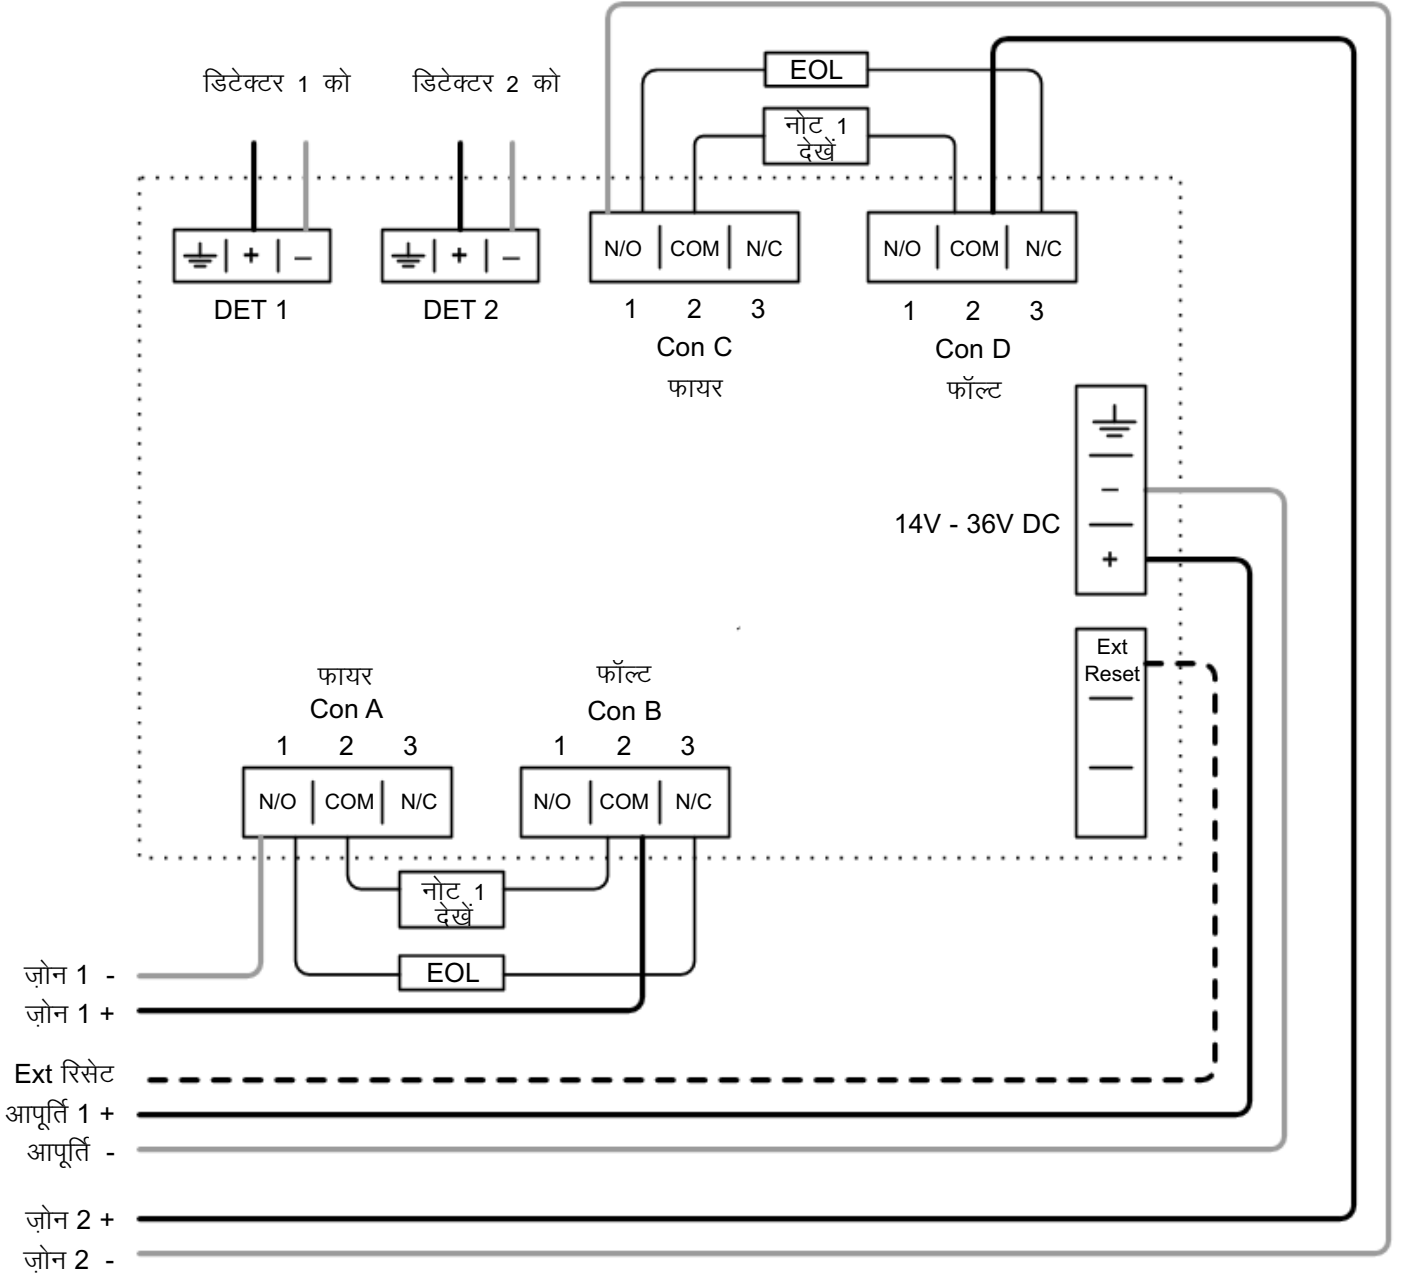 डिटेक्टर 1 को
डिटेक्टर 2 को
EOL
नोट 1
देखें
+ -
DET 1
+ -
DET 2
N/O COM N/C
1 2 3
Con C
फायर
N/O COM N/C
1 2 3
Con D
फॉल्ट
-
14V - 36V DC
+
Ext
Reset
फायर
Con A
1 2 3
N/O COM N/C
फॉल्ट
Con B
1 2 3
N/O COM N/C
नोट 1
देखें
EOL
ज़ोन 1 -
ज़ोन 1 +
Ext रिसेट
आपूर्ति 1 +
आपूर्ति -
ज़ोन 2 +
ज़ोन 2 -